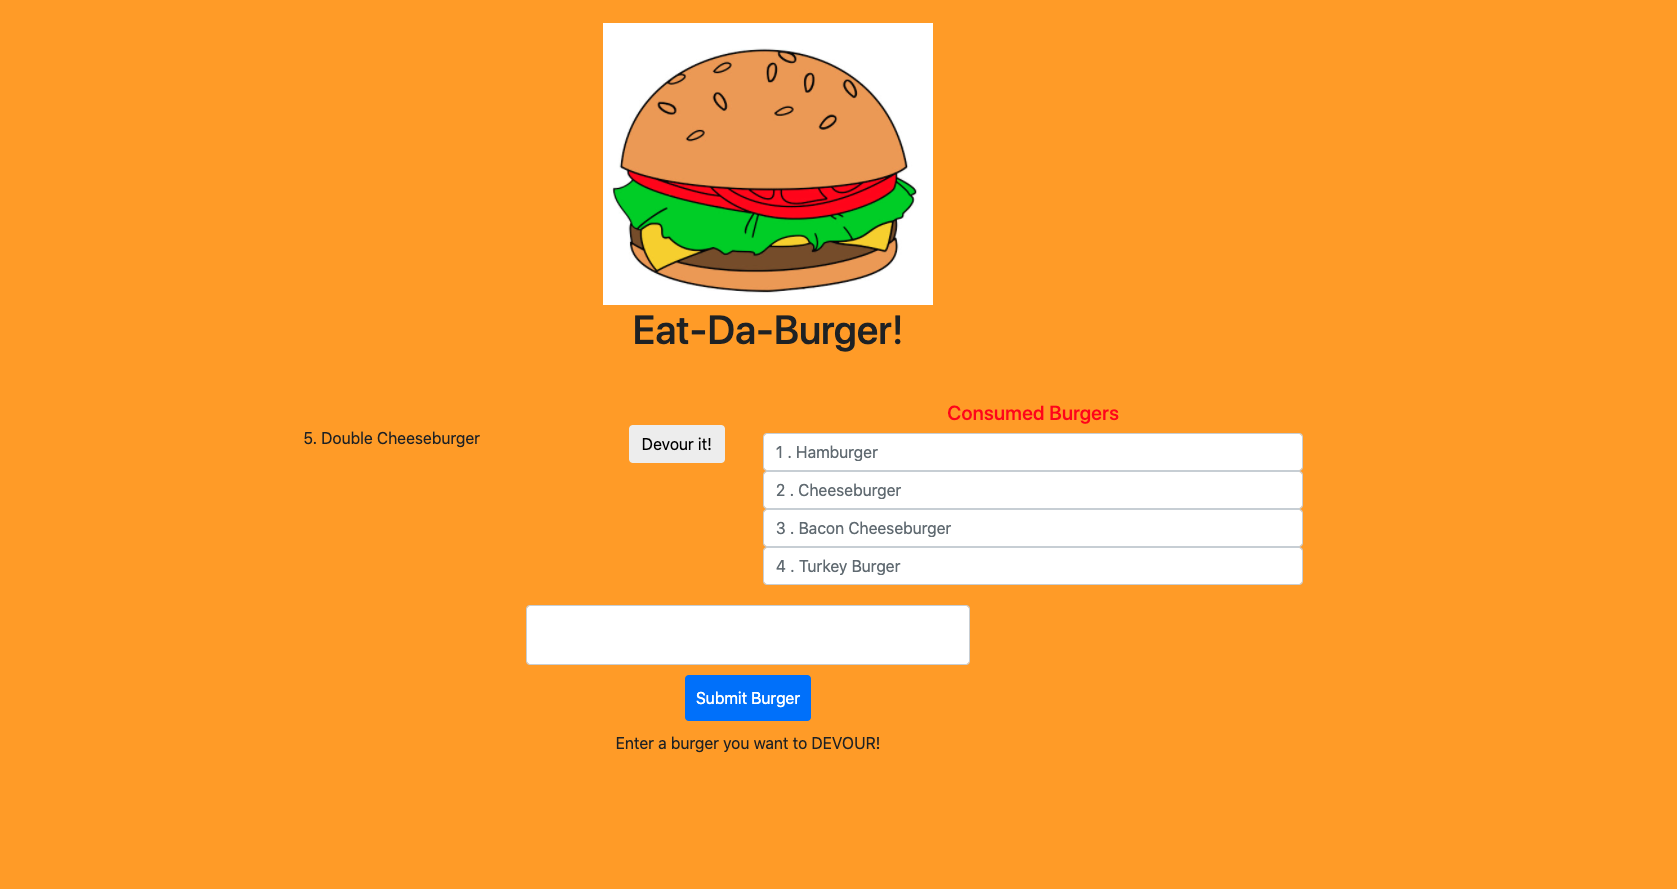 Eat-Da-Burger!
5. Double Cheeseburger
Devour it!
Consumed Burgers
1 . Hamburger
2 . Cheeseburger
3 . Bacon Cheeseburger
4 . Turkey Burger
Submit Burger
Enter a burger you want to DEVOUR!